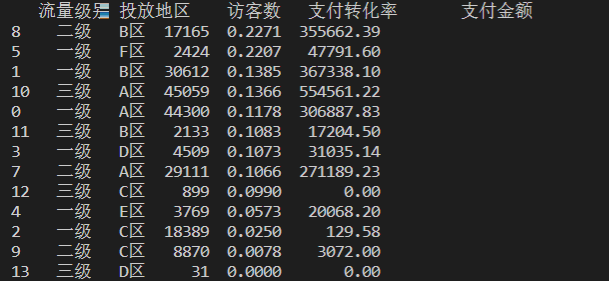 流量级别 投放地区 访客数 支付转化率 支付金额
8 二级 B区 17165 0.2271 355662.39
5 一级 F区 2424 0.2207 47791.60
1 一级 B区 30612 0.1385 367338.10
10 三级 A区 45059 0.1366 554561.22
0 一级 A区 44300 0.1178 306887.83
11 三级 B区 2133 0.1083 17204.50
3 一级 D区 4509 0.1073 31035.14
7 二级 A区 29111 0.1066 271189.23
12 三级 C区 899 0.0990 0.00
4 一级 E区 3769 0.0573 20068.20
2 一级 C区 18389 0.0250 129.58
9 二级 C区 8870 0.0078 3072.00
13 三级 D区 31 0.0000 0.00